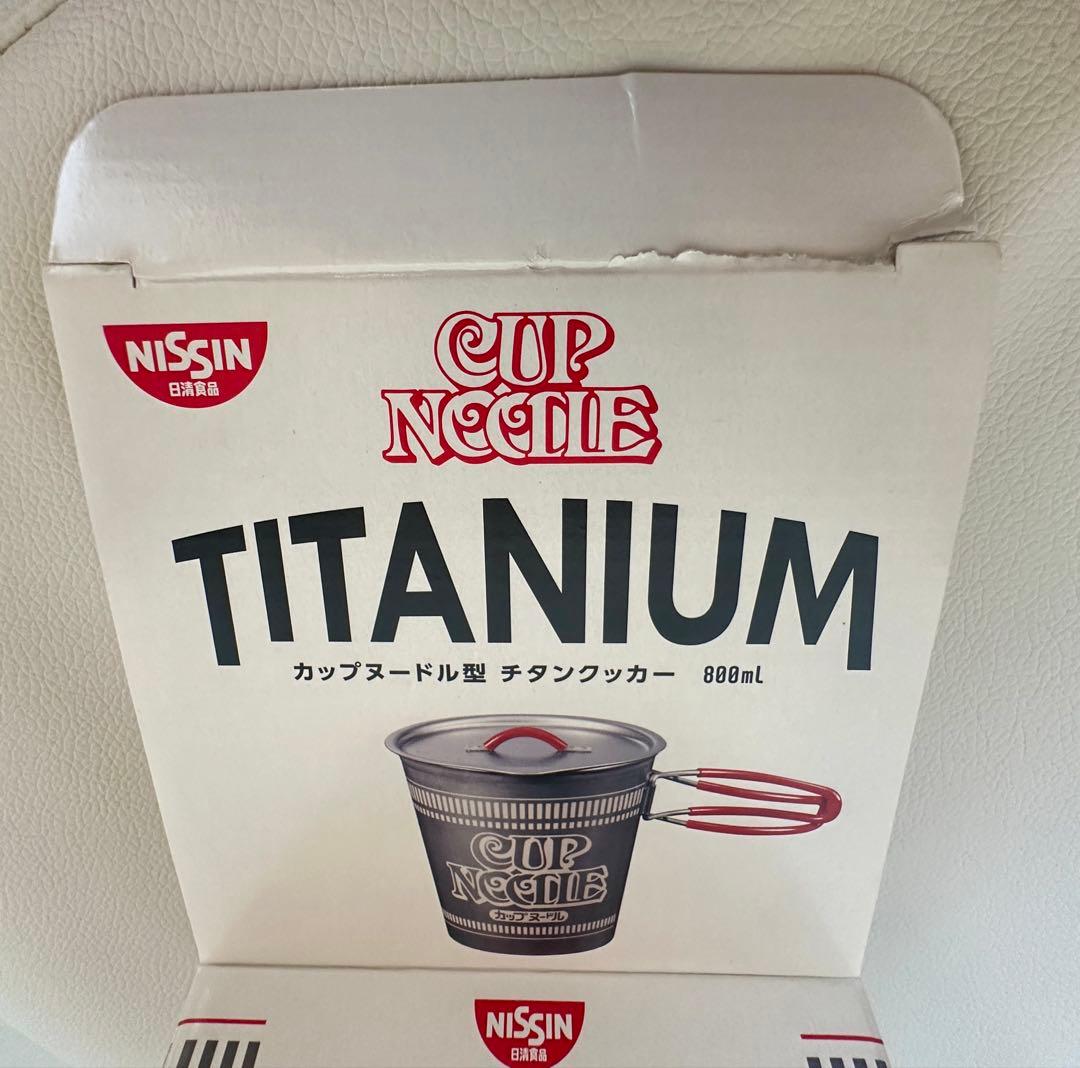 NISSIN
日清食品
CUP
NOODLE
TITANIUM
カップヌードル型 チタンクッカー 800ml
CUP
NOODLE
カップヌードル
NISSIN
日清食品